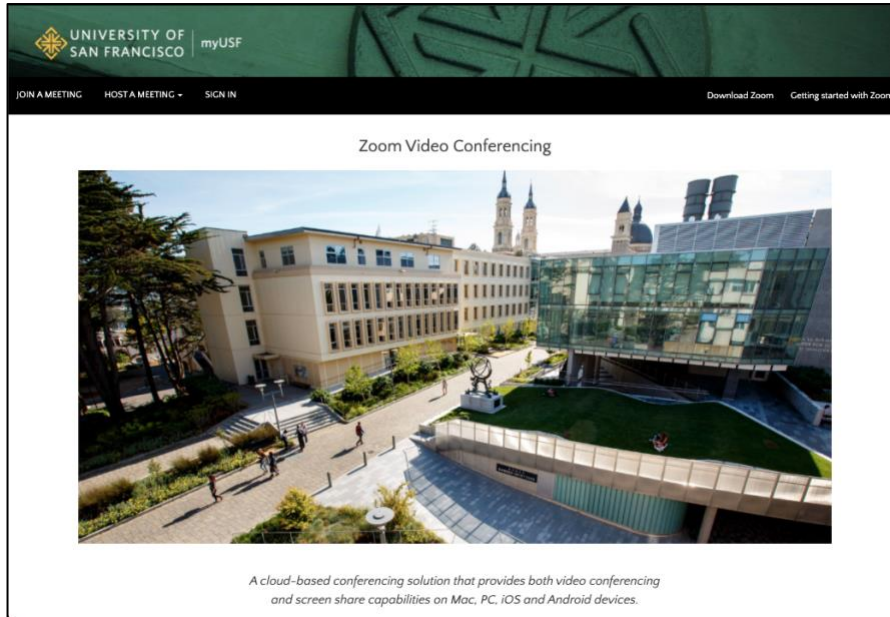 UNIVERSITY OF
SAN FRANCISCO
myUSF
JOIN A MEETING
HOST A MEETING
SIGN IN
Download Zoom
Getting started with Zoom
Zoom Video Conferencing
A cloud-based conferencing solution that provides both video conferencing
and screen share capabilities on Mac, PC, iOS and Android devices.